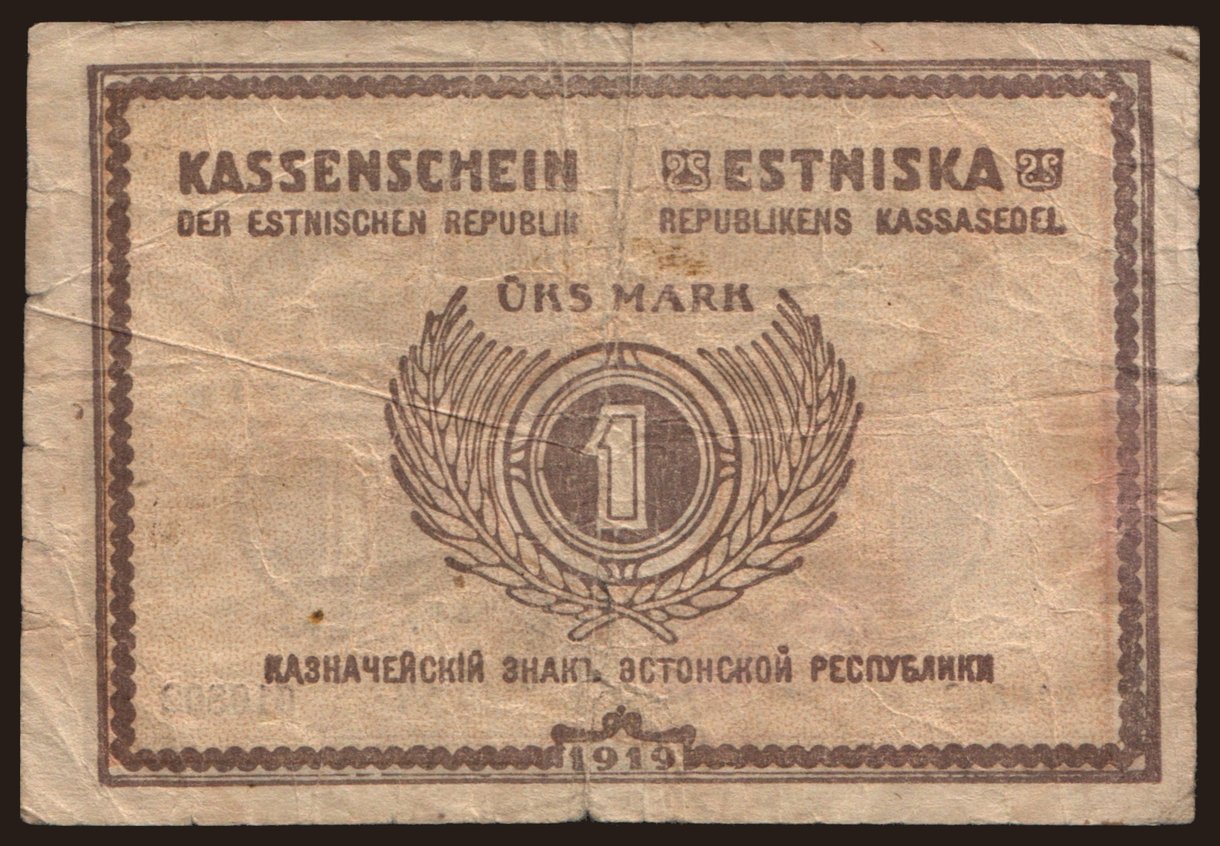 KASSENSCHEIN
DER ESTNISCHEN REPUBLIK
ESTNISKA
REPUBLIKENS KASSASEDEL
ÜKS MARK
1
КАЗНАЧЕЙСКІЙ ЗНАКЪ ЭСТОНСКОЙ РЕСПУБЛИКИ
1919